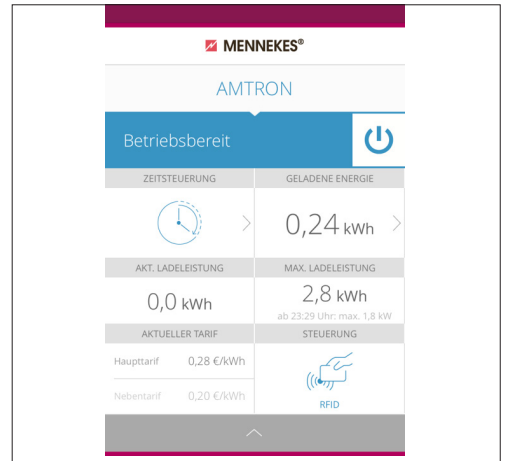 MENNEKES®
AMTRON
Betriebsbereit
ZEITSTEUERUNG
GELADENE ENERGIE
0,24 kWh
AKT. LADELEISTUNG
MAX. LADELEISTUNG
0,0 kWh
2,8 kWh
ab 23:29 Uhr: max. 1,8 kW
AKTUELLER TARIF
STEUERUNG
Haupttarif 0,28 €/kWh
Nebentarif 0,20 €/kWh
RFID